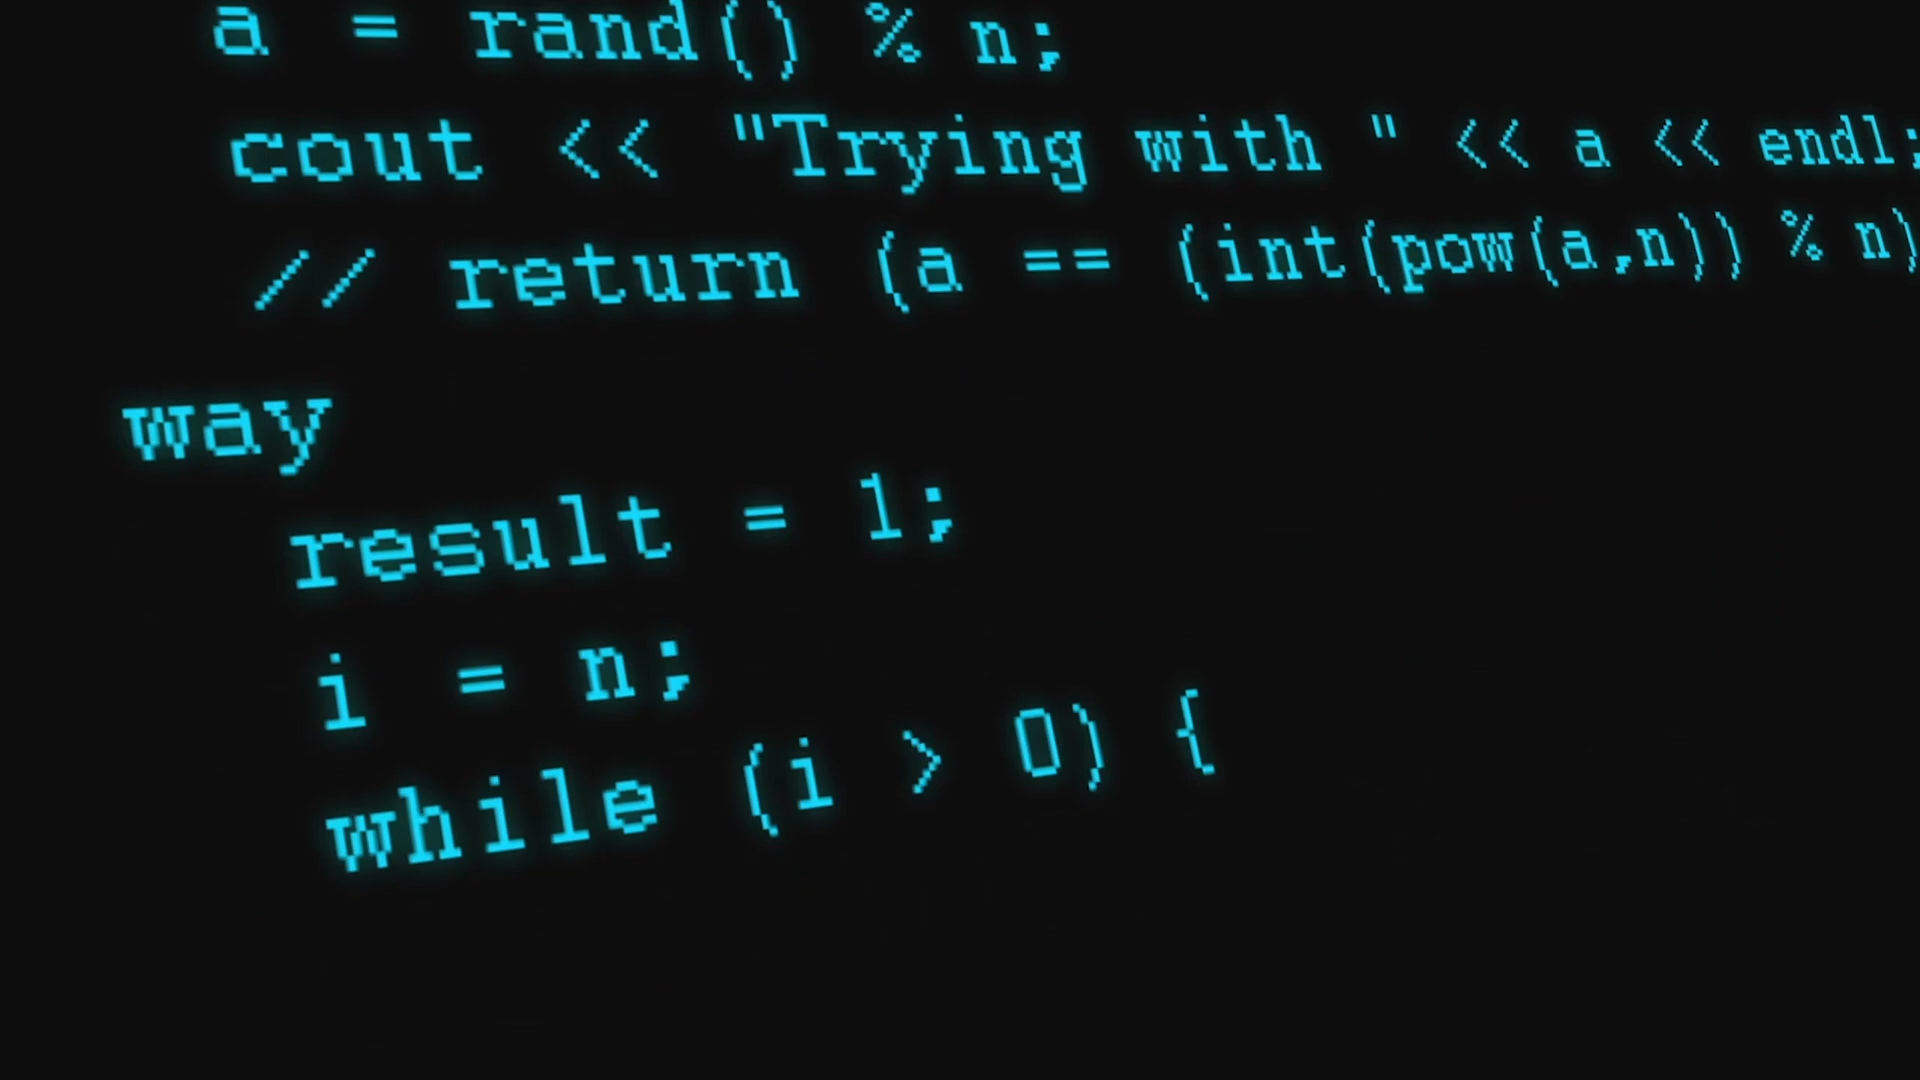 a = rand() % n;
cout << "Trying with " << a << endl;
// return (a == (int(pow(a,n)) % n)
way
result = 1;
i = n;
while (i > 0) {